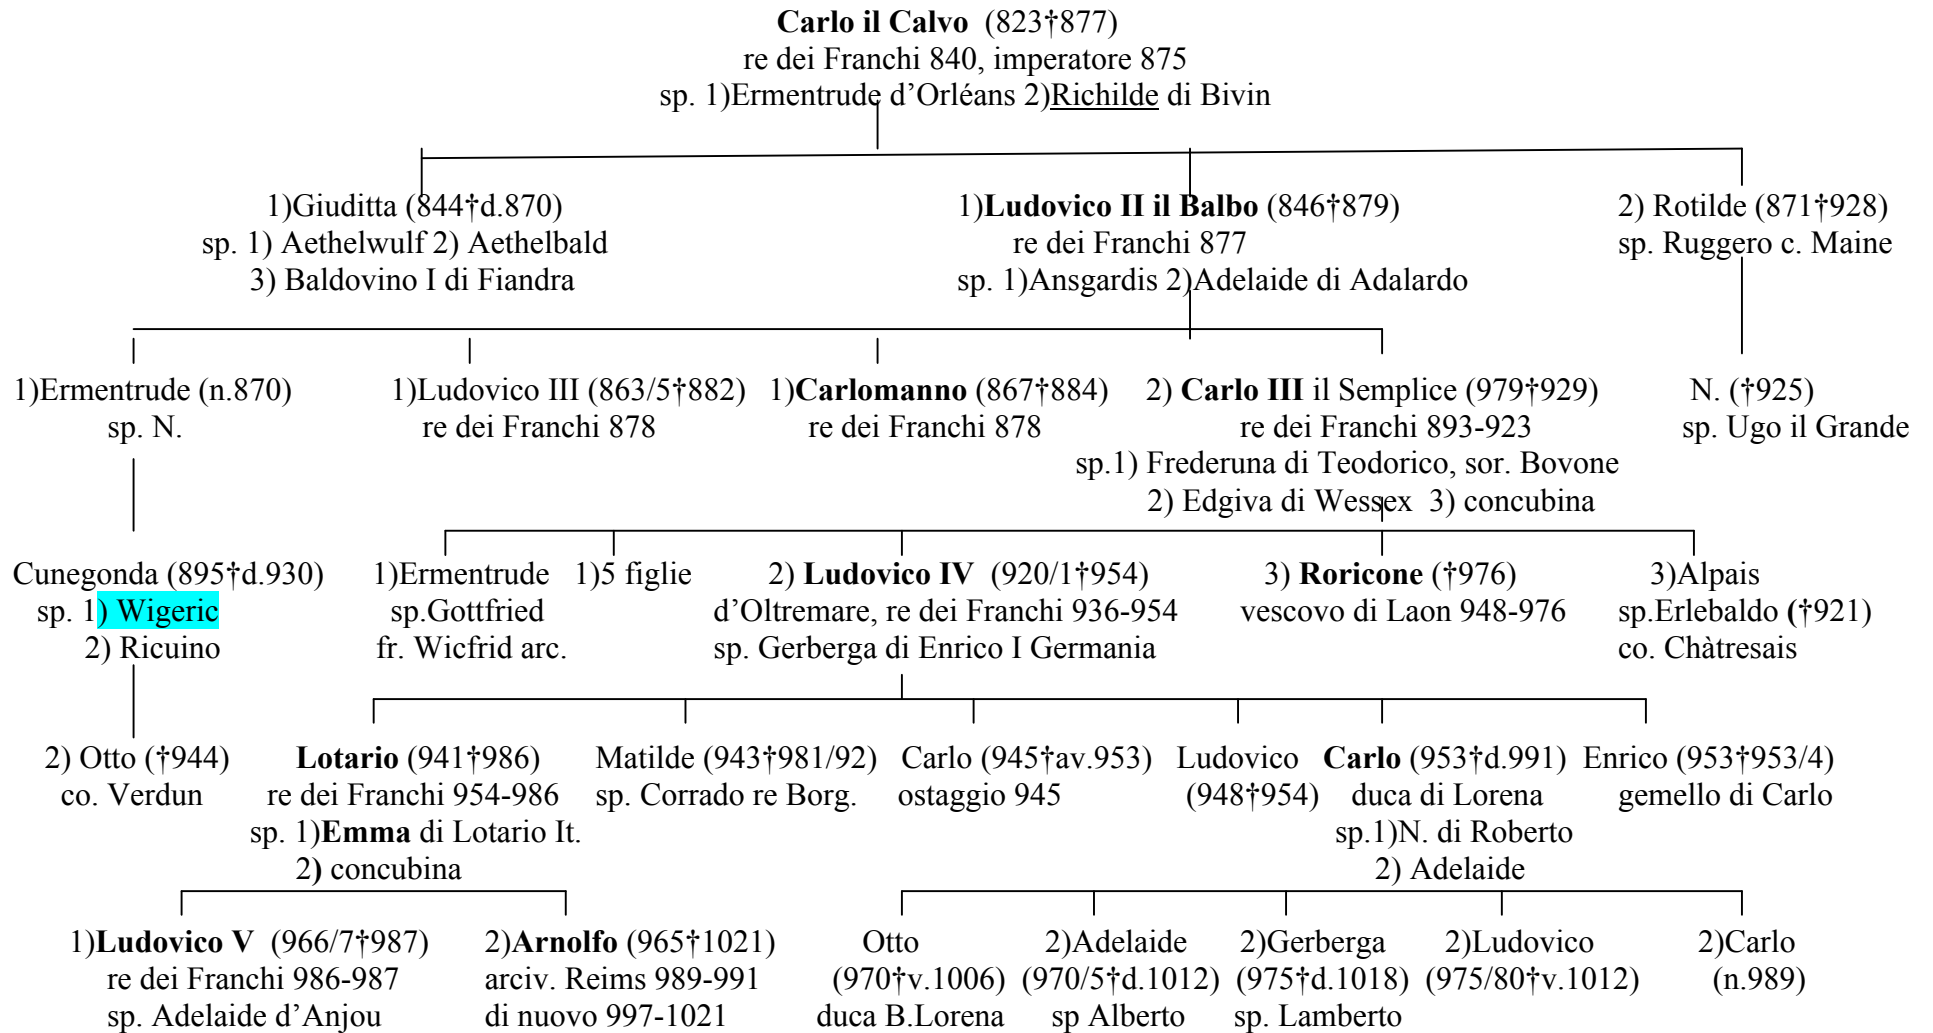 Carlo il Calvo (823†877)
re dei Franchi 840, imperatore 875
sp. 1)Ermentrude d’Orléans 2)Richilde di Bivin
1)Giuditta (844†d.870) 1)Ludovico II il Balbo (846†879) 2) Rotilde (871†928)
sp. 1) Aethelwulf 2) Aethelbald re dei Franchi 877 sp. Ruggero c. Maine
3) Baldovino I di Fiandra sp. 1)Ansgardis 2)Adelaide di Adalardo
1)Ermentrude (n.870) 1)Ludovico III (863/5†882) 1)Carlomanno (867†884) 2) Carlo III il Semplice (979†929) N. (†925)
sp. N. re dei Franchi 878 re dei Franchi 878 re dei Franchi 893-923 sp. Ugo il Grande
sp.1) Frederuna di Teodorico, sor. Bovone
2) Edgiva di Wessex 3) concubina
Cunegonda (895†d.930) 1)Ermentrude 1)5 figlie 2) Ludovico IV (920/1†954) 3) Roricone (†976) 3)Alpais
sp. 1) Wigeric sp.Gottfried d’Oltremare, re dei Franchi 936-954 vescovo di Laon 948-976 sp.Erlebaldo (†921)
2) Ricuino fr. Wicfrid arc. sp. Gerberga di Enrico I Germania co. Chàtresais
2) Otto (†944) Lotario (941†986) Matilde (943†981/92) Carlo (945†av.953) Ludovico Carlo (953†d.991) Enrico (953†953/4)
co. Verdun re dei Franchi 954-986 sp. Corrado re Borg. ostaggio 945 (948†954) duca di Lorena gemello di Carlo
sp. 1)Emma di Lotario It. sp.1)N. di Roberto
2) concubina 2) Adelaide
1)Ludovico V (966/7†987) 2)Arnolfo (965†1021) Otto 2)Adelaide 2)Gerberga 2)Ludovico 2)Carlo
re dei Franchi 986-987 arciv. Reims 989-991 (970†v.1006) (970/5†d.1012) (975†d.1018) (975/80†v.1012) (n.989)
sp. Adelaide d’Anjou di nuovo 997-1021 duca B.Lorena sp Alberto sp. Lamberto